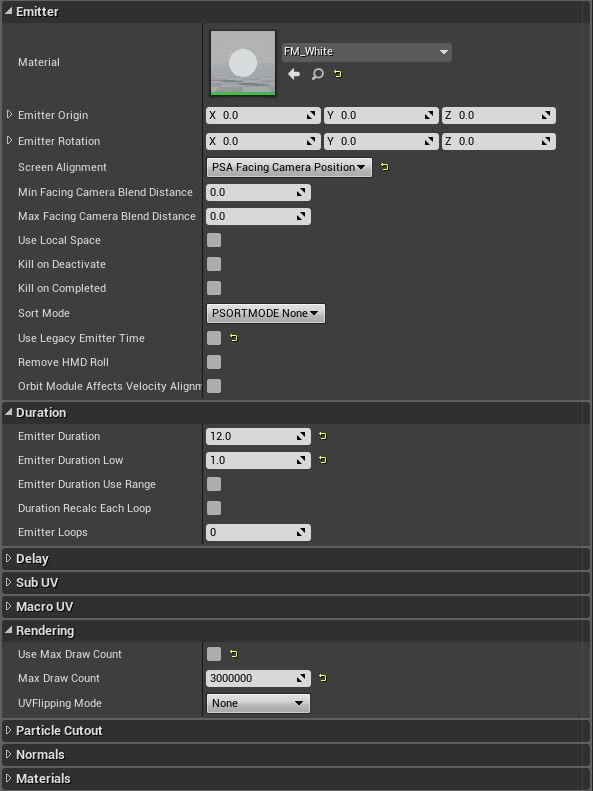 Emitter
Material
FM_White
Emitter Origin X 0.0 Y 0.0 Z 0.0
Emitter Rotation X 0.0 Y 0.0 Z 0.0
Screen Alignment PSA Facing Camera Position
Min Facing Camera Blend Distance 0.0
Max Facing Camera Blend Distance 0.0
Use Local Space
Kill on Deactivate
Kill on Completed
Sort Mode PSORTMODE None
Use Legacy Emitter Time
Remove HMD Roll
Orbit Module Affects Velocity Alignm
Duration
Emitter Duration 12.0
Emitter Duration Low 1.0
Emitter Duration Use Range
Duration Recalc Each Loop
Emitter Loops 0
Delay
Sub UV
Macro UV
Rendering
Use Max Draw Count
Max Draw Count 3000000
UVFlipping Mode None
Particle Cutout
Normals
Materials